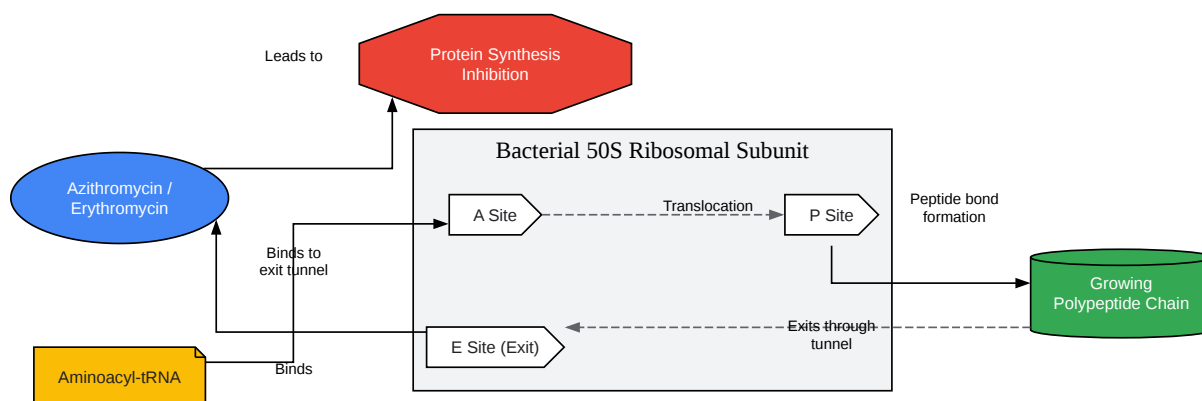 Leads to
Protein Synthesis
Inhibition
Bacterial 50S Ribosomal Subunit
Azithromycin /
Erythromycin
A Site
Translocation
P Site
Peptide bond
formation
Binds to
exit tunnel
Growing
Polypeptide Chain
E Site (Exit)
Exits through
tunnel
Aminoacyl-tRNA
Binds